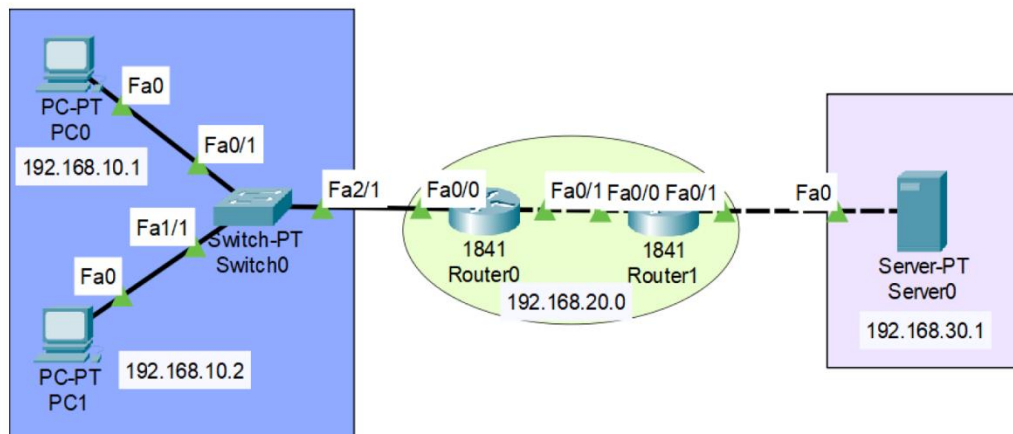 Fa0
PC-PT
PC0
192.168.10.1
Fa0/1
Fa2/1
Fa1/1
Switch-PT
Switch0
Fa0
PC-PT
PC1
192.168.10.2
Fa0/0
1841
Router0
Fa0/1
Fa0/0
Fa0/1
1841
Router1
192.168.20.0
Fa0
Server-PT
Server0
192.168.30.1